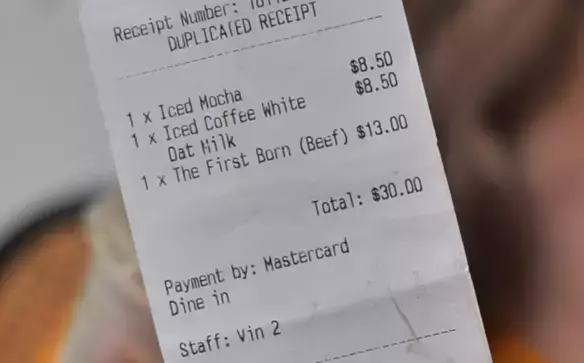 Receipt Number:
DUPLICATED RECEIPT
1 x Iced Mocha $8.50
1 x Iced Coffee White $8.50
Oat Milk
1 x The First Born (Beef) $13.00
Total: $30.00
Payment by: Mastercard
Dine in
Staff: Vin 2